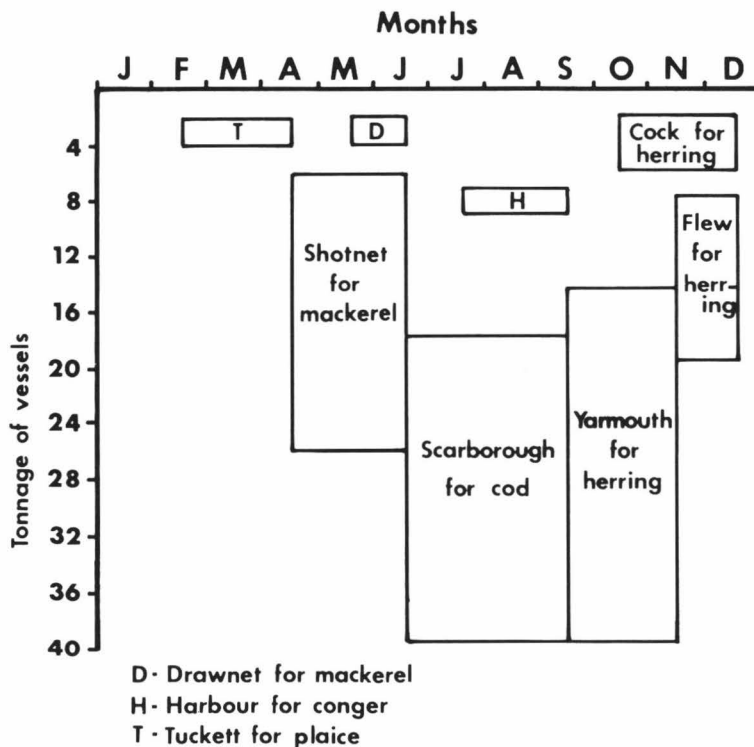 Months
J F M A M J J A S O N D
Tonnage of vessels
4
8
12
16
20
24
28
32
36
40
T
D
Cock for
herring
H
Flew
for
herr-
ing
Shotnet
for
mackerel
Scarborough
for cod
Yarmouth
for
herring
D - Drawnet for mackerel
H - Harbour for conger
T - Tuckett for plaice